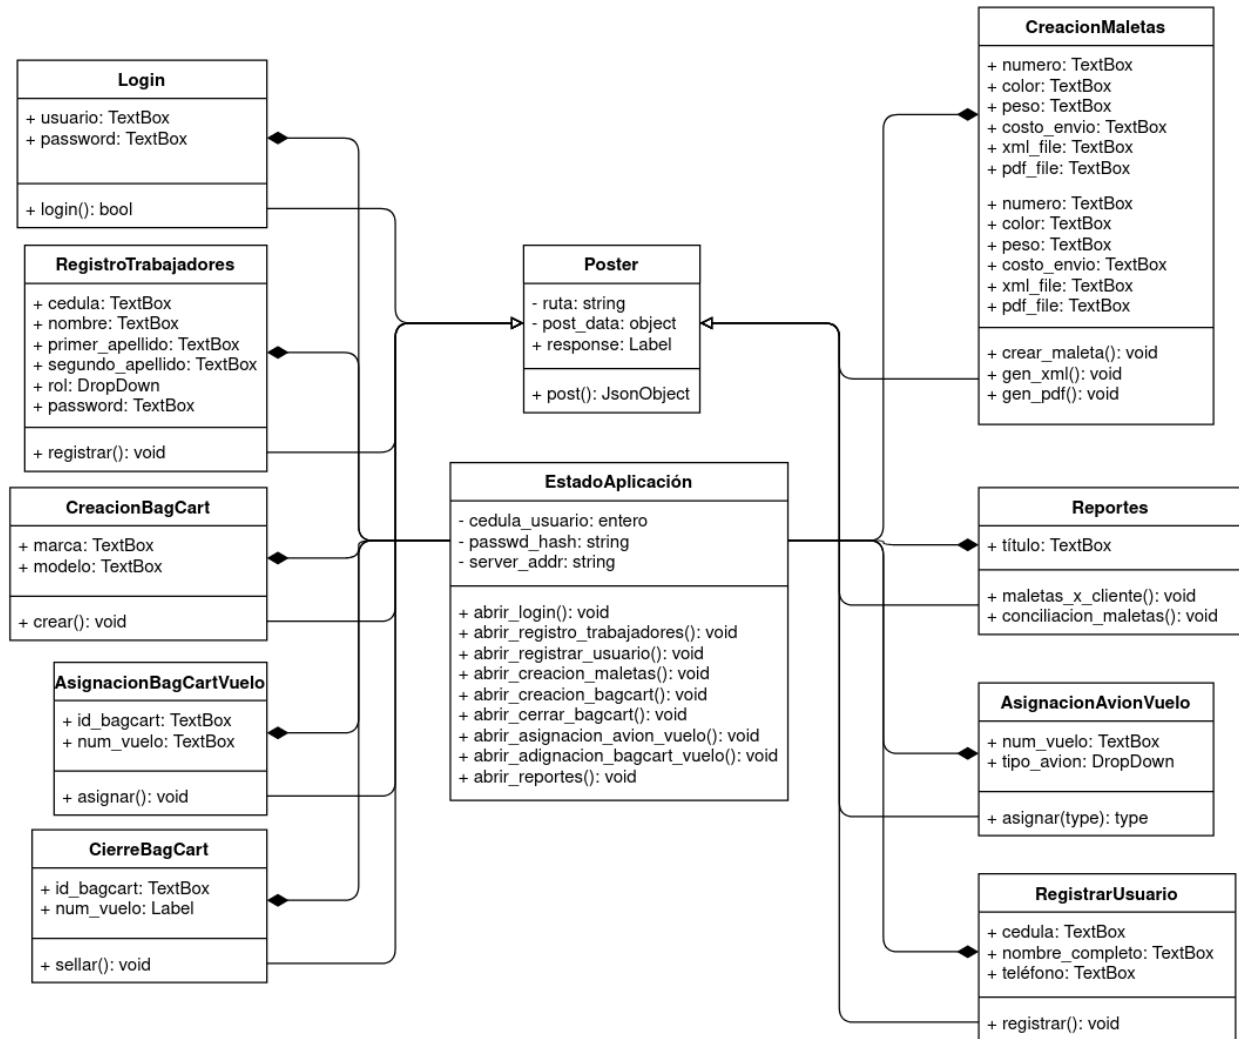 Login
+ usuario: TextBox
+ password: TextBox
+ login(): bool
RegistroTrabajadores
+ cedula: TextBox
+ nombre: TextBox
+ primer_apellido: TextBox
+ segundo_apellido: TextBox
+ rol: DropDown
+ password: TextBox
+ registrar(): void
CreacionBagCart
+ marca: TextBox
+ modelo: TextBox
+ crear(): void
AsignacionBagCartVuelo
+ id_bagcart: TextBox
+ num_vuelo: TextBox
+ asignar(): void
CierreBagCart
+ id_bagcart: TextBox
+ num_vuelo: Label
+ sellar(): void
Poster
- ruta: string
- post_data: object
+ response: Label
+ post(): JsonObject
EstadoAplicación
- cedula_usuario: entero
- passwd_hash: string
- server_addr: string
+ abrir_login(): void
+ abrir_registro_trabajadores(): void
+ abrir_registrar_usuario(): void
+ abrir_creacion_maletas(): void
+ abrir_creacion_bagcart(): void
+ abrir_cerrar_bagcart(): void
+ abrir_asignacion_avion_vuelo(): void
+ abrir_adignacion_bagcart_vuelo(): void
+ abrir_reportes(): void
CreacionMaletas
+ numero: TextBox
+ color: TextBox
+ peso: TextBox
+ costo_envio: TextBox
+ xml_file: TextBox
+ pdf_file: TextBox
+ numero: TextBox
+ color: TextBox
+ peso: TextBox
+ costo_envio: TextBox
+ xml_file: TextBox
+ pdf_file: TextBox
+ crear_maleta(): void
+ gen_xml(): void
+ gen_pdf(): void
Reportes
+ título: TextBox
+ maletas_x_cliente(): void
+ conciliacion_maletas(): void
AsignacionAvionVuelo
+ num_vuelo: TextBox
+ tipo_avion: DropDown
+ asignar(type): type
RegistrarUsuario
+ cedula: TextBox
+ nombre_completo: TextBox
+ teléfono: TextBox
+ registrar(): void